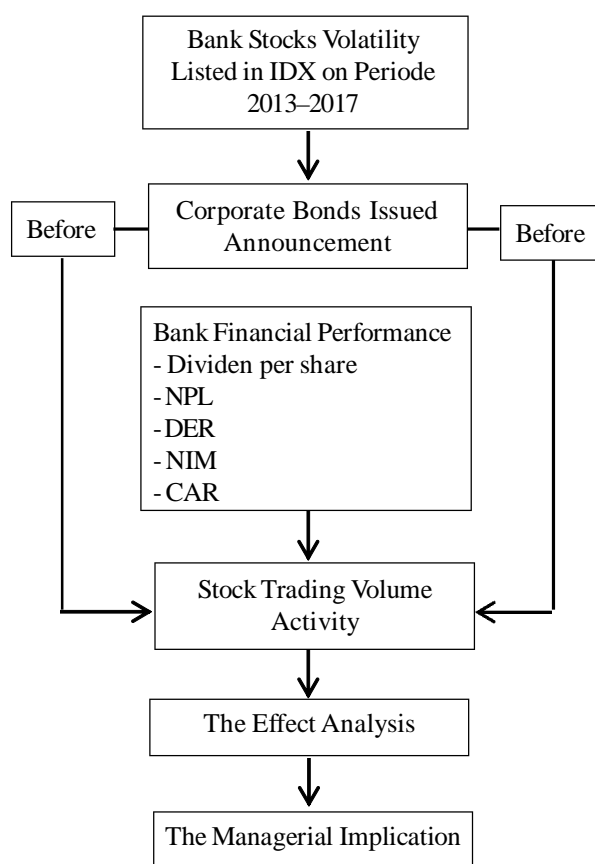 Bank Stocks Volatility
Listed in IDX on Periode
2013–2017
Corporate Bonds Issued
Announcement
Before
Before
Bank Financial Performance
- Dividen per share
- NPL
- DER
- NIM
- CAR
Stock Trading Volume
Activity
The Effect Analysis
The Managerial Implication